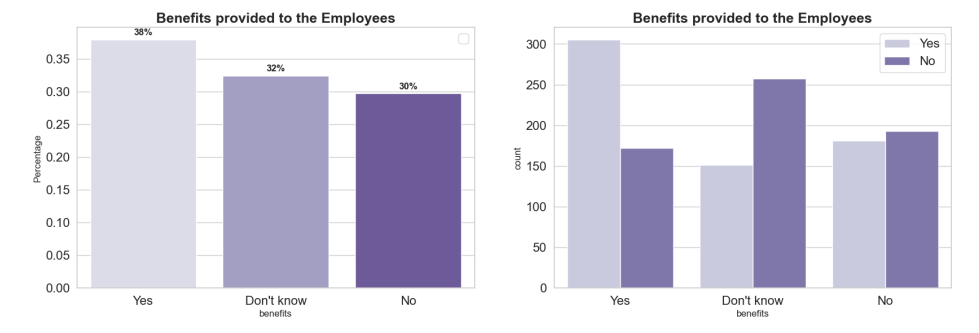 Benefits provided to the Employees
38%
32%
30%
0.35
0.30
0.25
0.20
0.15
0.10
0.05
0.00
Percentage
Yes Don't know No
benefits
Benefits provided to the Employees
Yes
No
300
250
200
150
100
50
0
count
Yes Don't know No
benefits